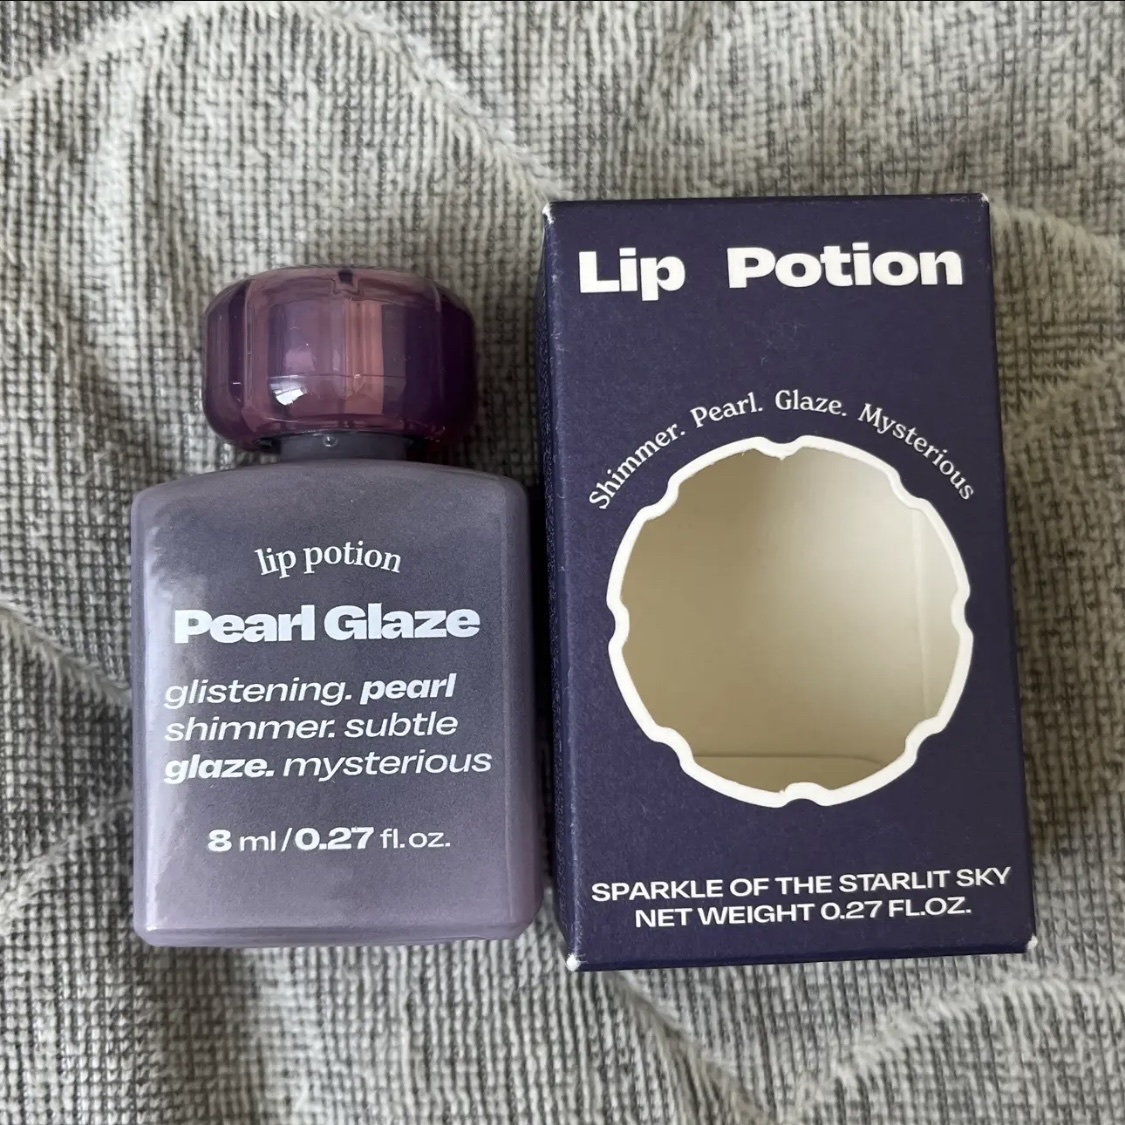 lip potion
Pearl Glaze
glistening. pearl
shimmer. subtle
glaze. mysterious
8 ml/0.27 fl.oz.
Lip Potion
Shimmer. Pearl. Glaze. Mysterious
SPARKLE OF THE STARLIT SKY
NET WEIGHT 0.27 FL.OZ.